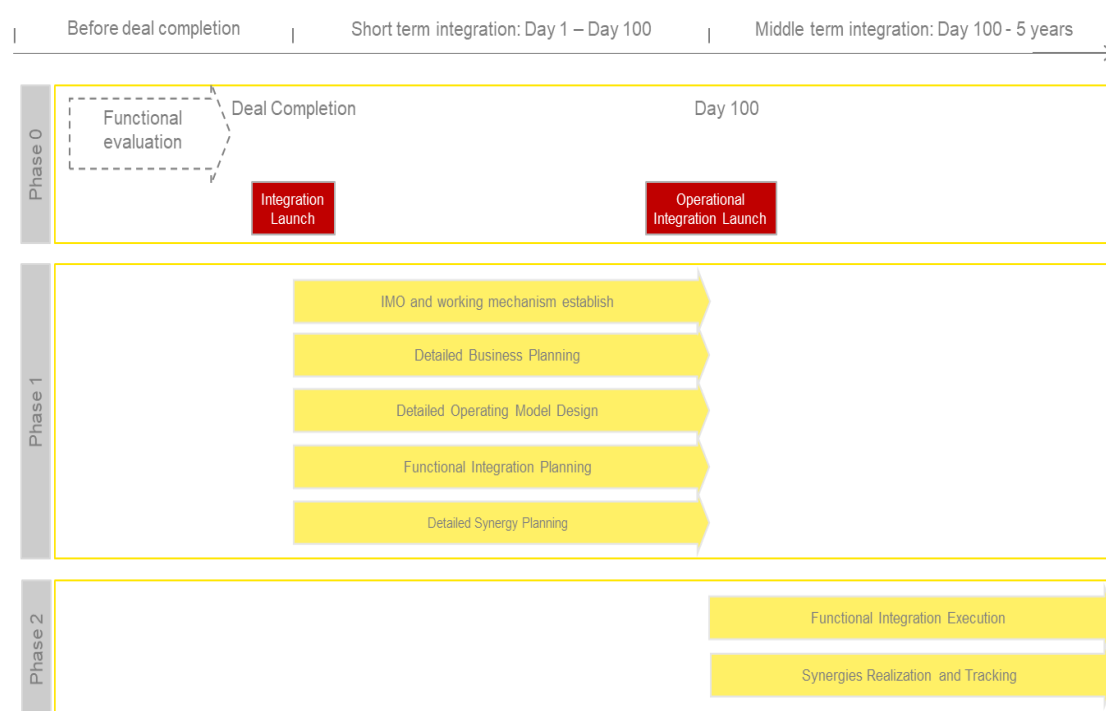 Before deal completion
Short term integration: Day 1 – Day 100
Middle term integration: Day 100 - 5 years
Phase 0
Functional
evaluation
Deal Completion
Day 100
Integration
Launch
Operational
Integration Launch
Phase 1
IMO and working mechanism establish
Detailed Business Planning
Detailed Operating Model Design
Functional Integration Planning
Detailed Synergy Planning
Phase 2
Functional Integration Execution
Synergies Realization and Tracking